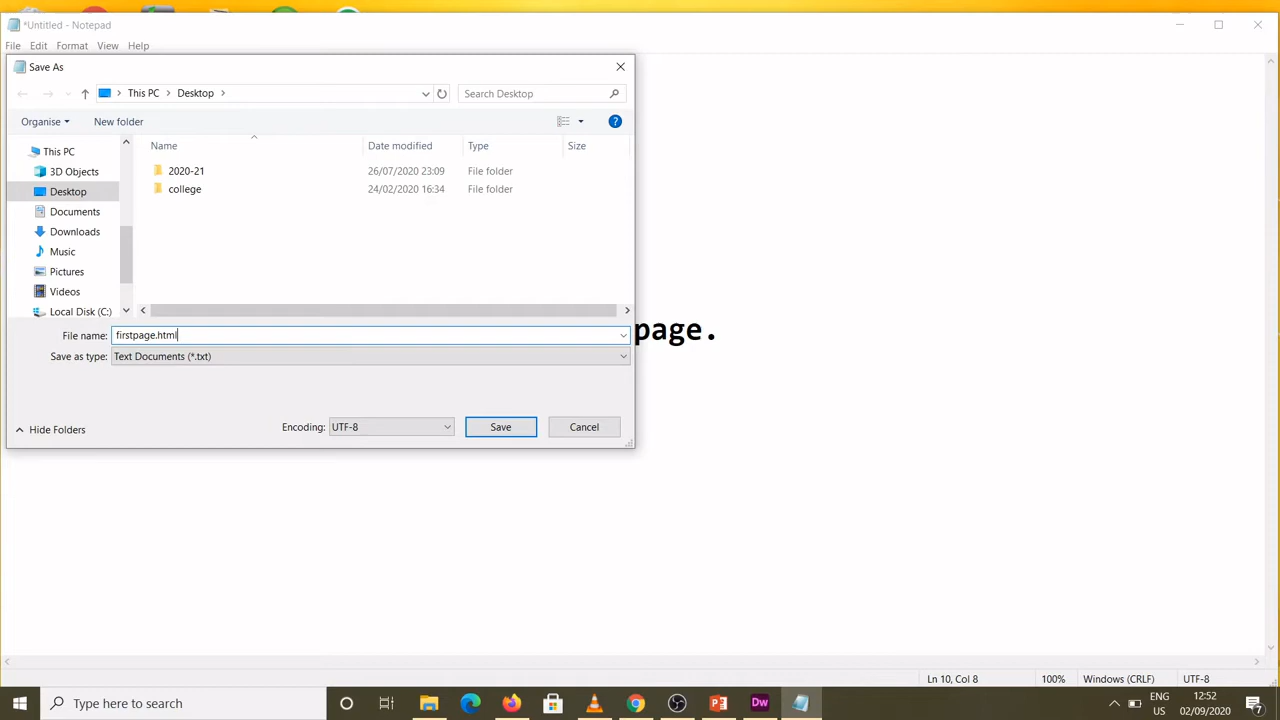 *Untitled - Notepad
File Edit Format View Help
Save As
This PC Desktop
Search Desktop
Organise New folder
Name Date modified Type Size
This PC
3D Objects
Desktop
Documents
Downloads
Music
Pictures
Videos
Local Disk (C:)
2020-21 26/07/2020 23:09 File folder
college 24/02/2020 16:34 File folder
page.
File name: firstpage.html
Save as type: Text Documents (*.txt)
Hide Folders
Encoding: UTF-8 Save Cancel
Ln 10, Col 8 100% Windows (CRLF) UTF-8
Type here to search
Dw
ENG
US
12:52
02/09/2020
7